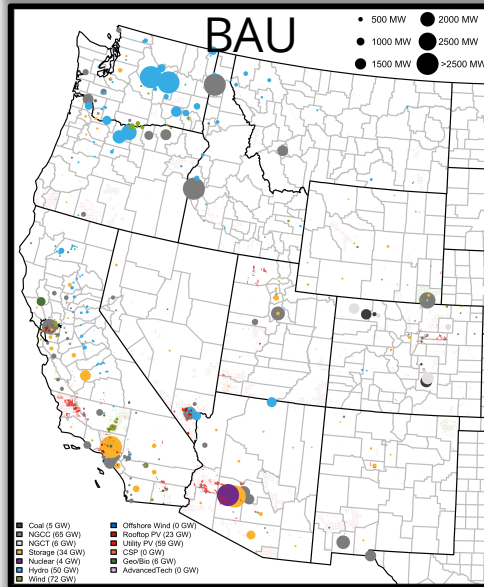 BAU
500 MW
2000 MW
1000 MW
2500 MW
1500 MW
>2500 MW
Coal (5 GW)
Offshore Wind (0 GW)
NGCC (65 GW)
Rooftop PV (23 GW)
NGCT (6 GW)
Utility PV (59 GW)
Storage (34 GW)
CSP (0 GW)
Nuclear (4 GW)
Geo/Bio (6 GW)
Hydro (50 GW)
AdvancedTech (0 GW)
Wind (72 GW)